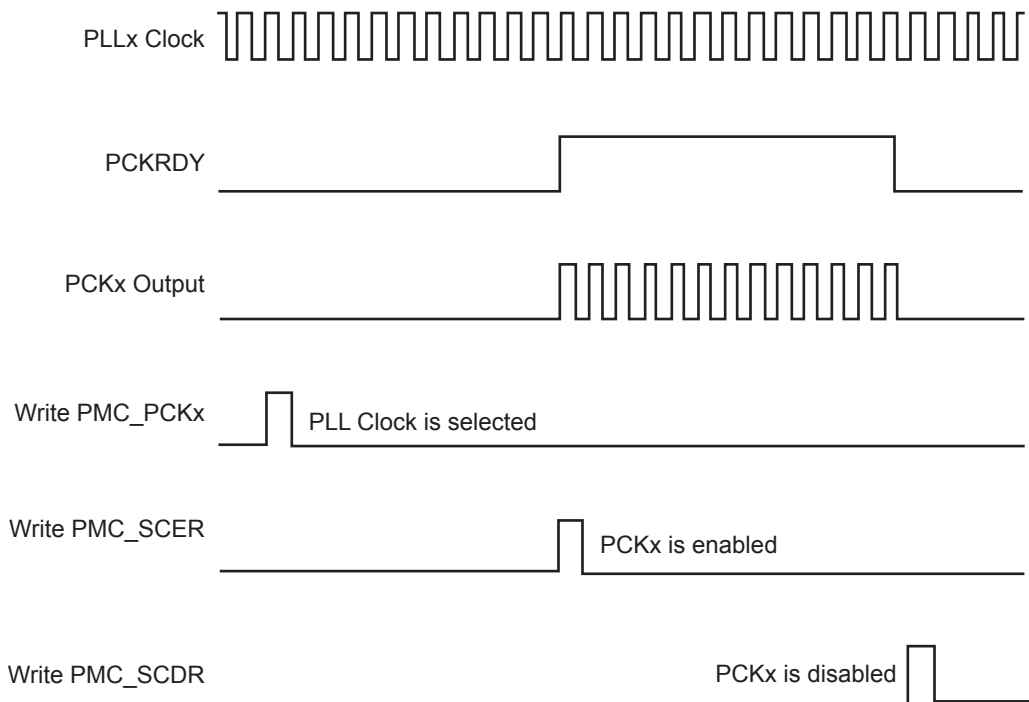 PLLx Clock
PCKRDY
PCKx Output
Write PMC_PCKx
PLL Clock is selected
Write PMC_SCER
PCKx is enabled
Write PMC_SCDR
PCKx is disabled